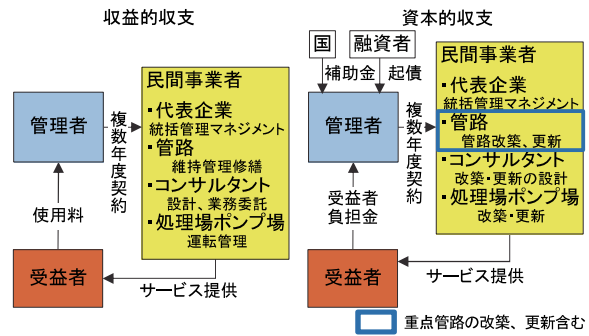 収益的収支
民間事業者
・代表企業
統括管理マネジメント
・管路
維持管理修繕
・コンサルタント
設計、業務委託
・処理場ポンプ場
運転管理
管理者
複数年度契約
使用料
受益者
サービス提供
資本的収支
国
融資者
補助金
起債
民間事業者
・代表企業
統括管理マネジメント
・管路
管路改築、更新
・コンサルタント
改築・更新の設計
・処理場ポンプ場
改築・更新
管理者
複数年度契約
受益者
負担金
受益者
サービス提供
重点管路の改築、更新含む